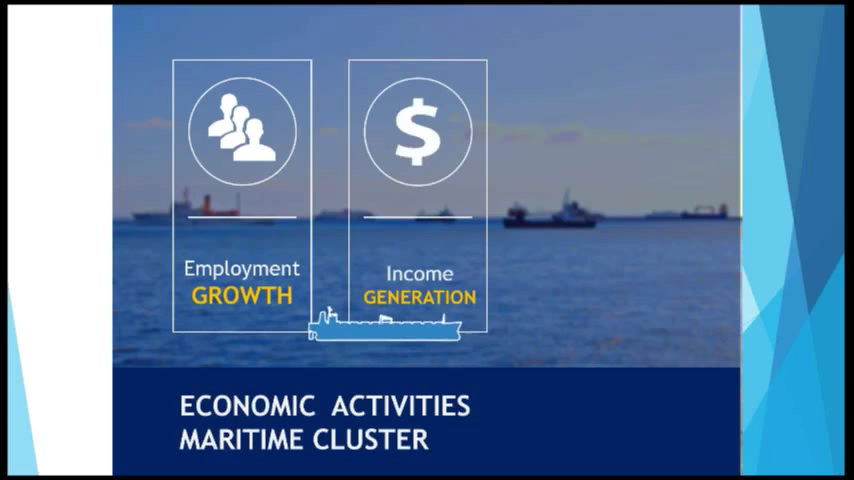 Employment
GROWTH
Income
GENERATION
ECONOMIC ACTIVITIES
MARITIME CLUSTER